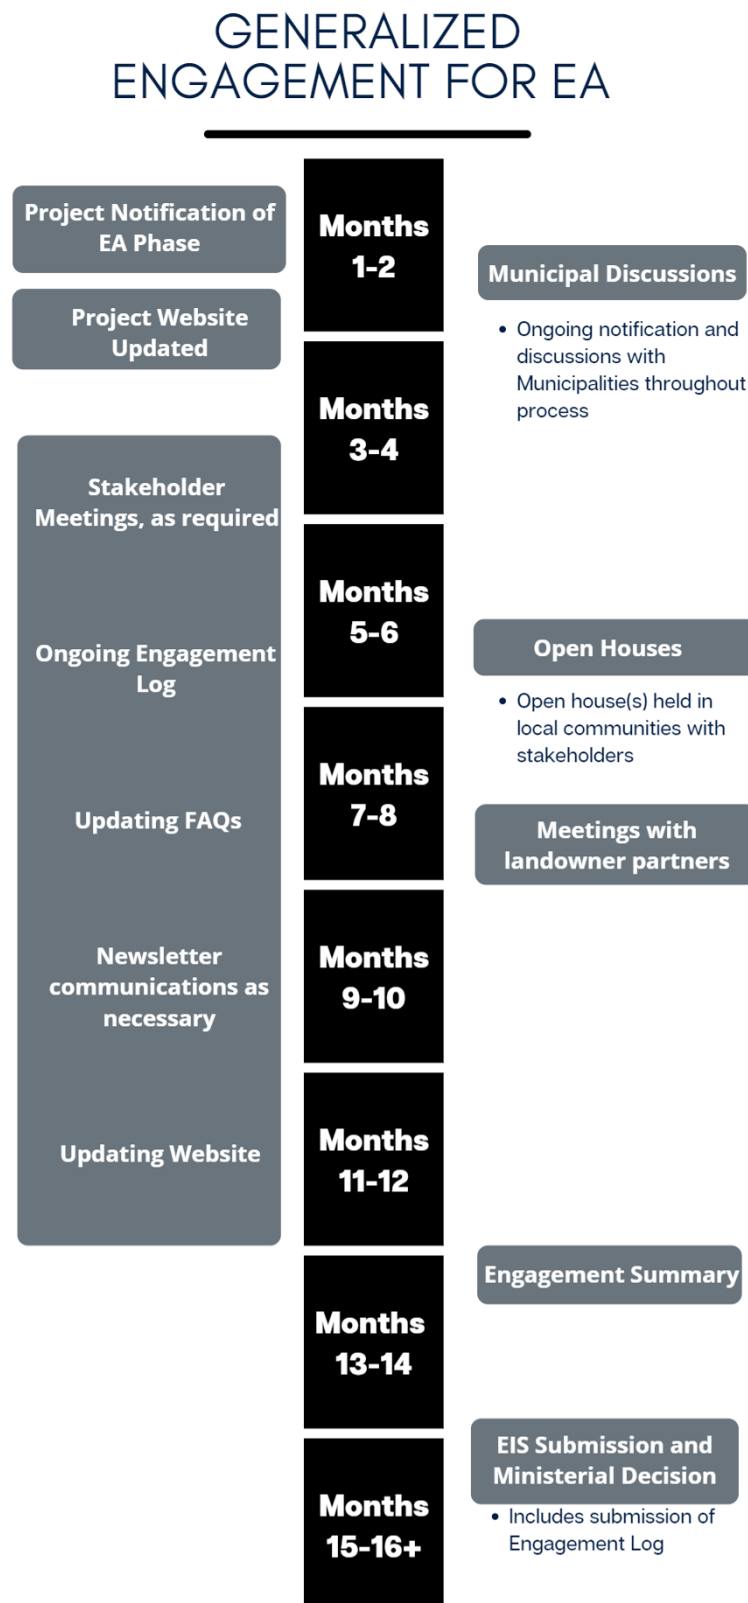 GENERALIZED
ENGAGEMENT FOR EA
Project Notification of
EA Phase
Months
1-2
Municipal Discussions
Project Website
Updated
• Ongoing notification and
discussions with
Municipalities throughout
process
Months
3-4
Stakeholder
Meetings, as required
Months
5-6
Ongoing Engagement
Log
Open Houses
• Open house(s) held in
local communities with
stakeholders
Months
7-8
Updating FAQs
Meetings with
landowner partners
Newsletter
communications as
necessary
Months
9-10
Months
11-12
Updating Website
Engagement Summary
Months
13-14
EIS Submission and
Ministerial Decision
• Includes submission of
Engagement Log
Months
15-16+